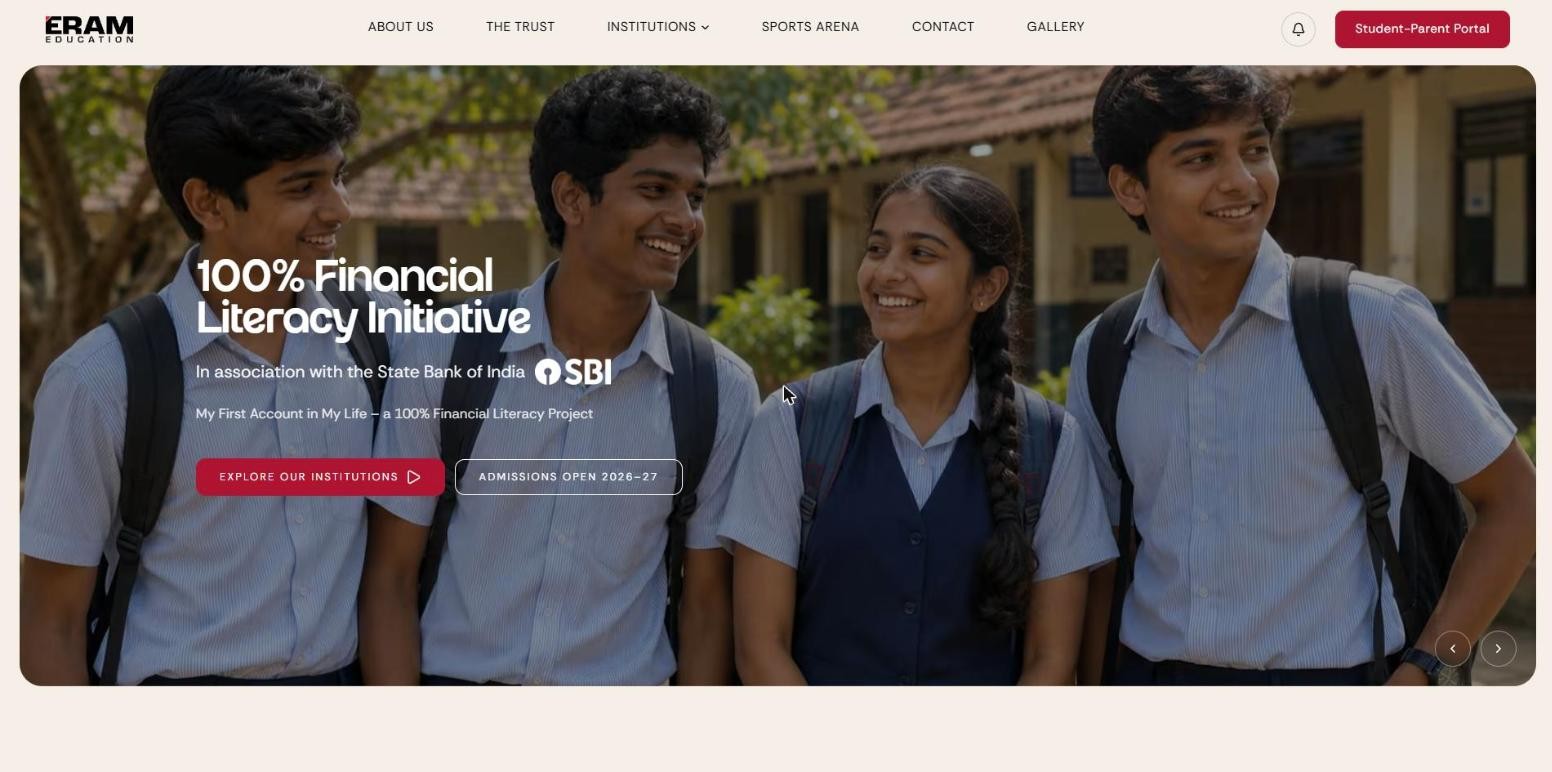 ERAM
EDUCATION
ABOUT US
THE TRUST
INSTITUTIONS
SPORTS ARENA
CONTACT
GALLERY
Student-Parent Portal
100% Financial
Literacy Initiative
In association with the State Bank of India SBI
My First Account in My Life – a 100% Financial Literacy Project
EXPLORE OUR INSTITUTIONS
ADMISSIONS OPEN 2026–27